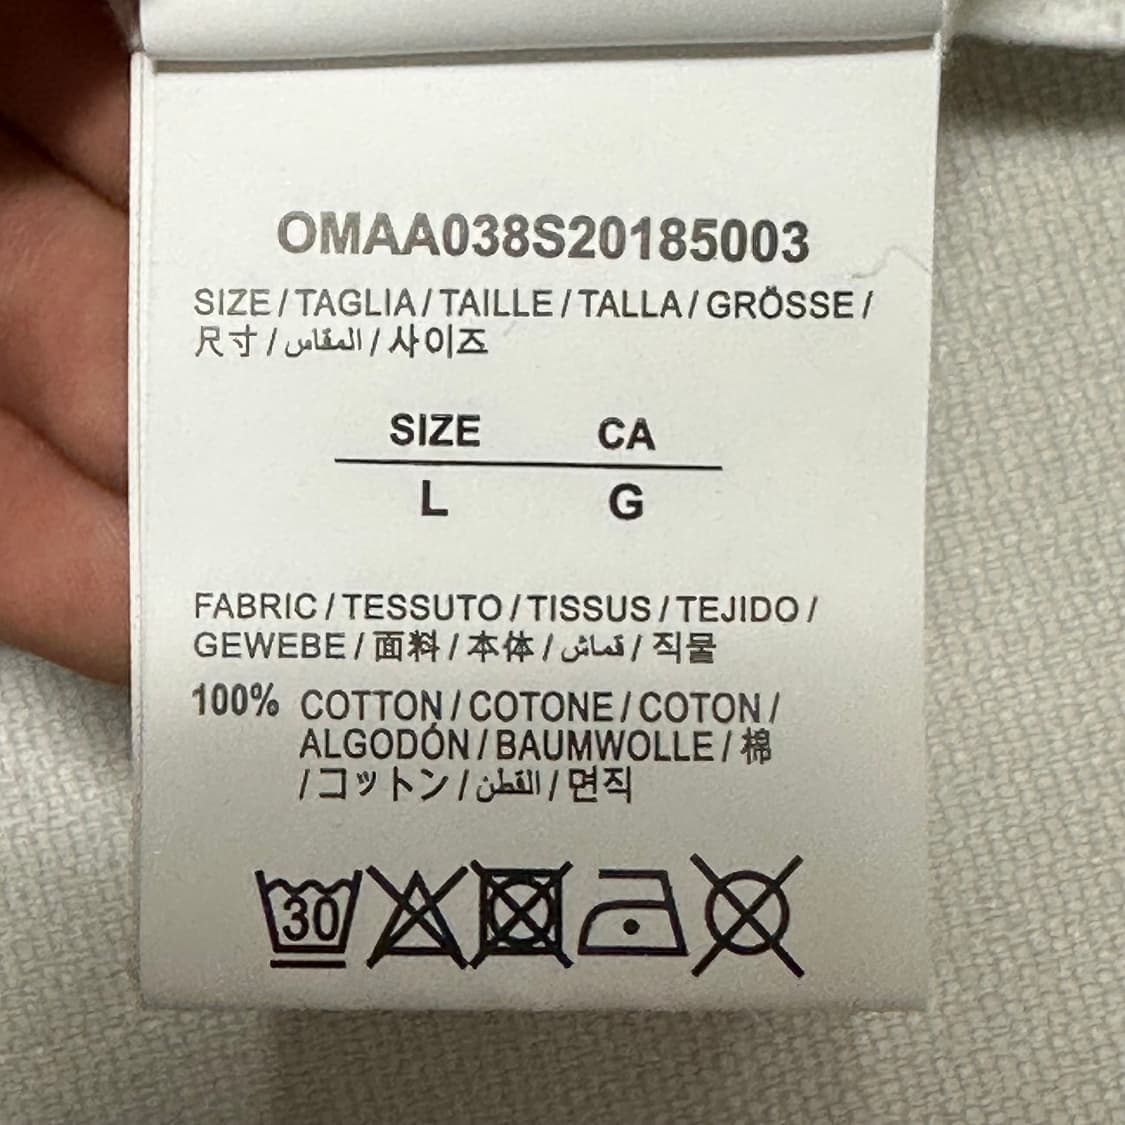 OMAA038S20185003
SIZE / TAGLIA / TAILLE / TALLA / GRÖSSE /
尺寸 / المقاس / 사이즈
SIZE CA
L G
FABRIC / TESSUTO / TISSUS / TEJIDO /
GEWEBE / 面料 / 本体 / قماش / 직물
100% COTTON / COTONE / COTON /
ALGODÓN / BAUMWOLLE / 棉
/ コットン / القطن / 면직
30